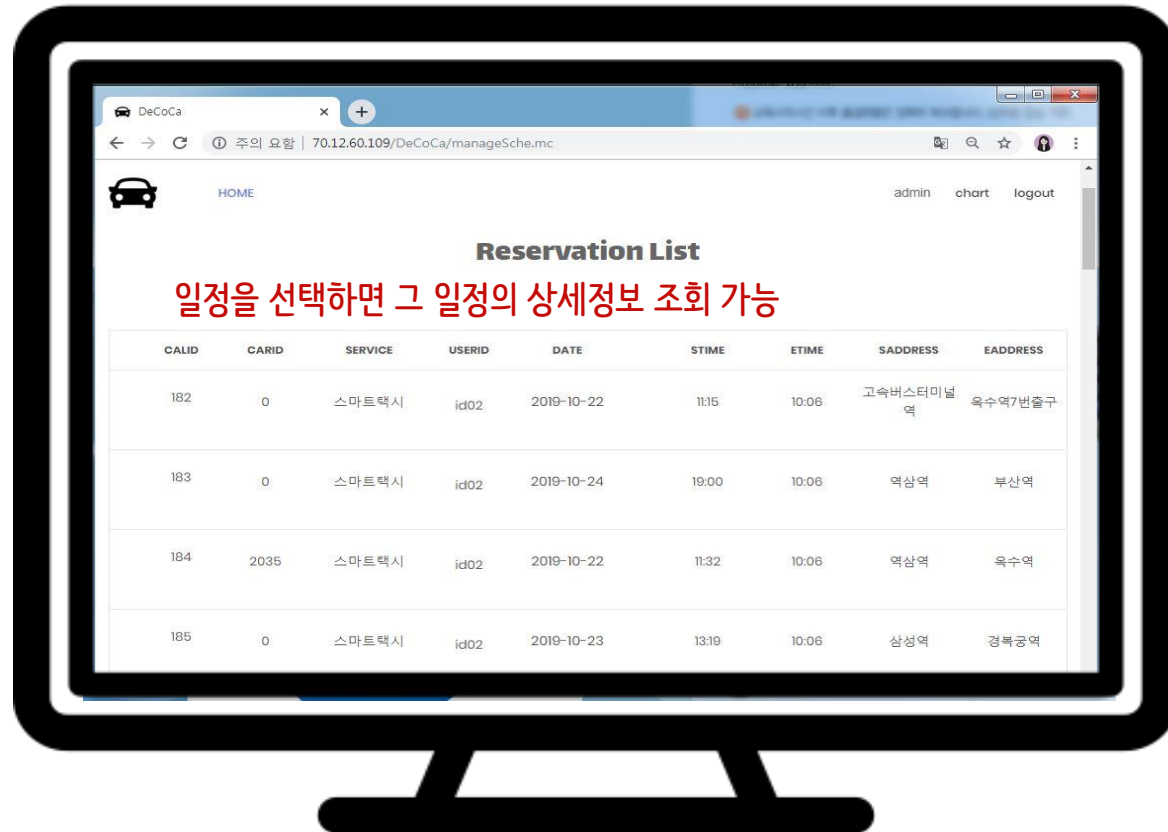 DeCoCa
주의 요함 | 70.12.60.109/DeCoCa/manageSche.mc
HOME admin chart logout
Reservation List
일정을 선택하면 그 일정의 상세정보 조회 가능
CALID CARID SERVICE USERID DATE STIME ETIME SADDRESS EADDRESS
182 0 스마트택시 id02 2019-10-22 11:15 10:06 고속버스터미널역 옥수역7번출구
183 0 스마트택시 id02 2019-10-24 19:00 10:06 역삼역 부산역
184 2035 스마트택시 id02 2019-10-22 11:32 10:06 역삼역 옥수역
185 0 스마트택시 id02 2019-10-23 13:19 10:06 삼성역 경복궁역